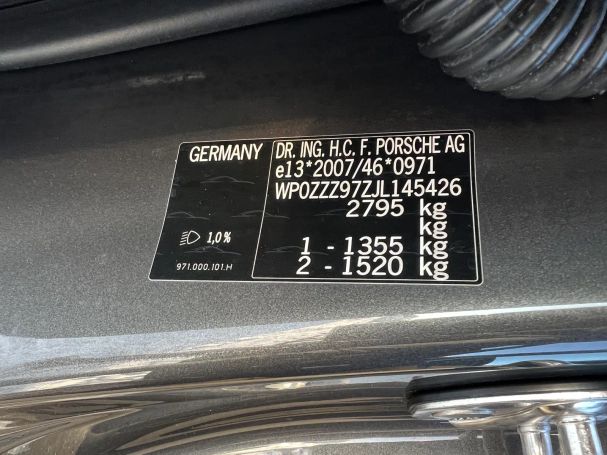 GERMANY
1,0%
971.000.101.H
DR. ING. H.C. F. PORSCHE AG
e13*2007/46*0971
WP0ZZZ97ZJL145426
2795 kg
kg
1 - 1355 kg
2 - 1520 kg